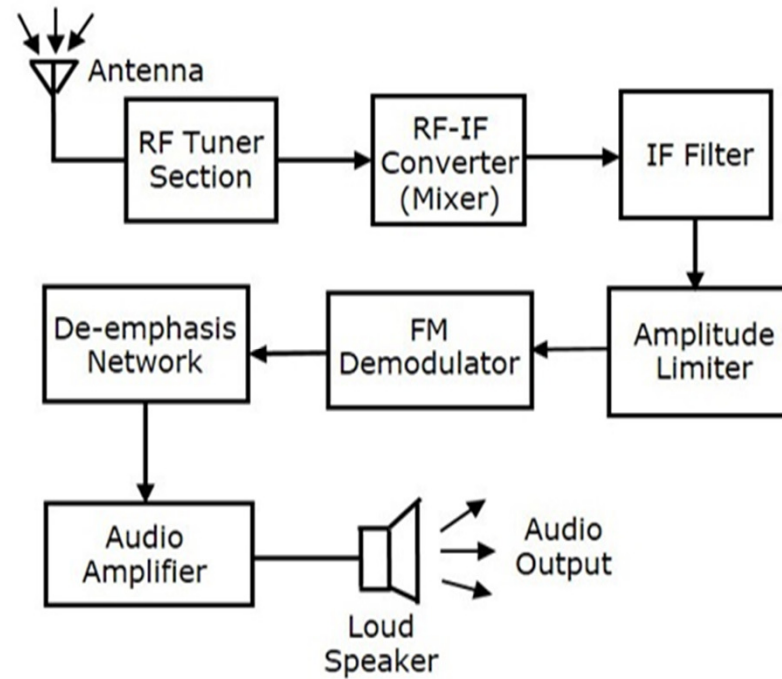 Antenna
RF Tuner
Section
RF-IF
Converter
(Mixer)
IF Filter
De-emphasis
Network
FM
Demodulator
Amplitude
Limiter
Audio
Amplifier
Loud
Speaker
Audio
Output